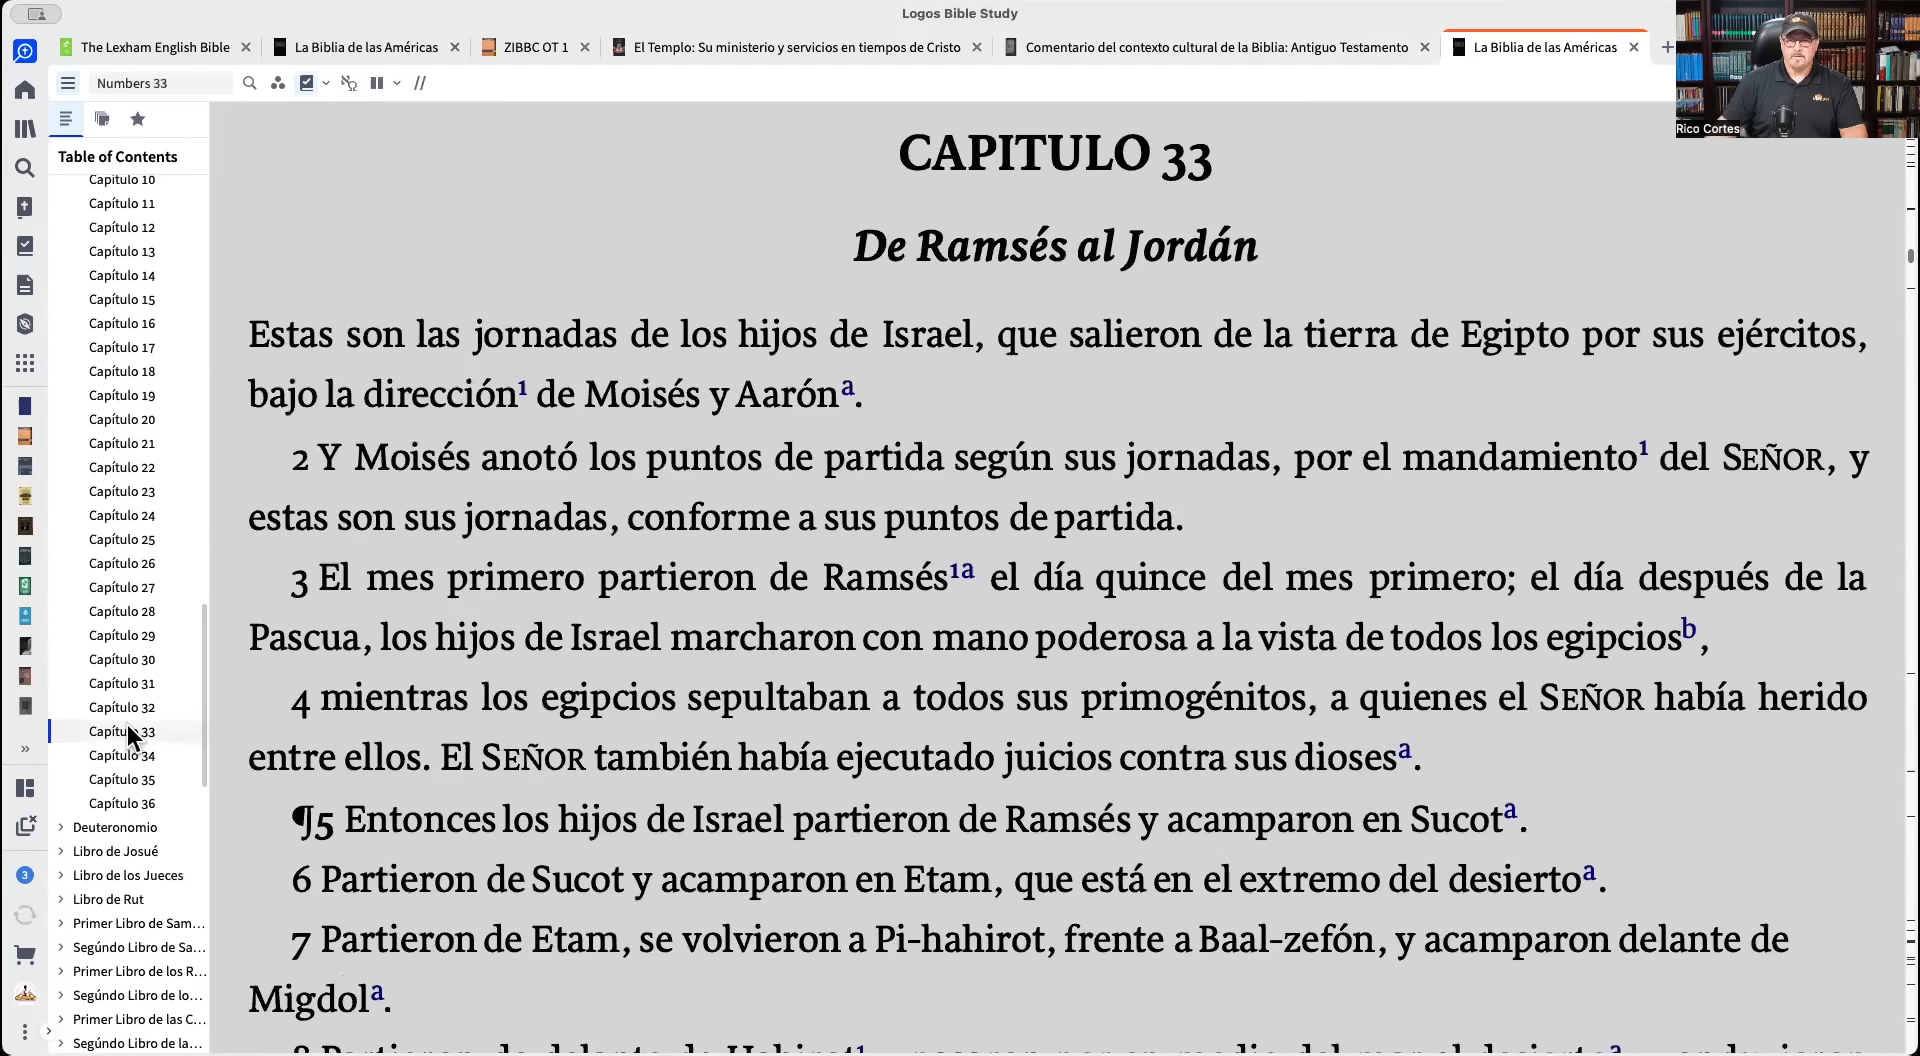 Logos Bible Study
The Lexham English Bible
La Biblia de las Américas
ZIBBC OT 1
El Templo: Su ministerio y servicios en tiempos de Cristo
Comentario del contexto cultural de la Biblia: Antiguo Testamento
La Biblia de las Américas
Numbers 33
Rico Cortes
Table of Contents
Capítulo 10
Capítulo 11
Capítulo 12
Capítulo 13
Capítulo 14
Capítulo 15
Capítulo 16
Capítulo 17
Capítulo 18
Capítulo 19
Capítulo 20
Capítulo 21
Capítulo 22
Capítulo 23
Capítulo 24
Capítulo 25
Capítulo 26
Capítulo 27
Capítulo 28
Capítulo 29
Capítulo 30
Capítulo 31
Capítulo 32
Capítulo 33
Capítulo 34
Capítulo 35
Capítulo 36
Deuteronomio
Libro de Josué
Libro de los Jueces
Libro de Rut
Primer Libro de Sam...
Segúndo Libro de Sa...
Primer Libro de los R...
Segúndo Libro de lo...
Primer Libro de las C...
Segúndo Libro de la...
3
CAPITULO 33
De Ramsés al Jordán
Estas son las jornadas de los hijos de Israel, que salieron de la tierra de Egipto por sus ejércitos,
bajo la dirección1 de Moisés y Aaróna.
2 Y Moisés anotó los puntos de partida según sus jornadas, por el mandamiento1 del SEÑOR, y
estas son sus jornadas, conforme a sus puntos de partida.
3 El mes primero partieron de Ramsés1a el día quince del mes primero; el día después de la
Pascua, los hijos de Israel marcharon con mano poderosa a la vista de todos los egipciosb,
4 mientras los egipcios sepultaban a todos sus primogénitos, a quienes el SEÑOR había herido
entre ellos. El SEÑOR también había ejecutado juicios contra sus diosesa.
¶5 Entonces los hijos de Israel partieron de Ramsés y acamparon en Sucota.
6 Partieron de Sucot y acamparon en Etam, que está en el extremo del desiertoa.
7 Partieron de Etam, se volvieron a Pi-hahirot, frente a Baal-zefón, y acamparon delante de
Migdola.